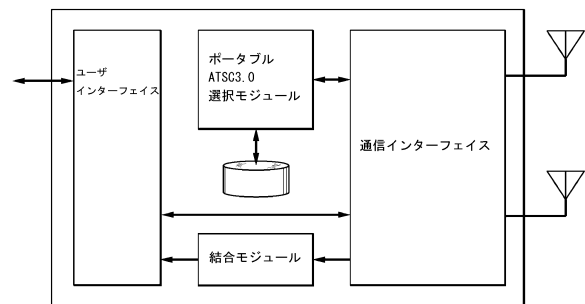 ユーザ
インターフェイス
ポータブル
ATSC3.0
選択モジュール
通信インターフェイス
結合モジュール